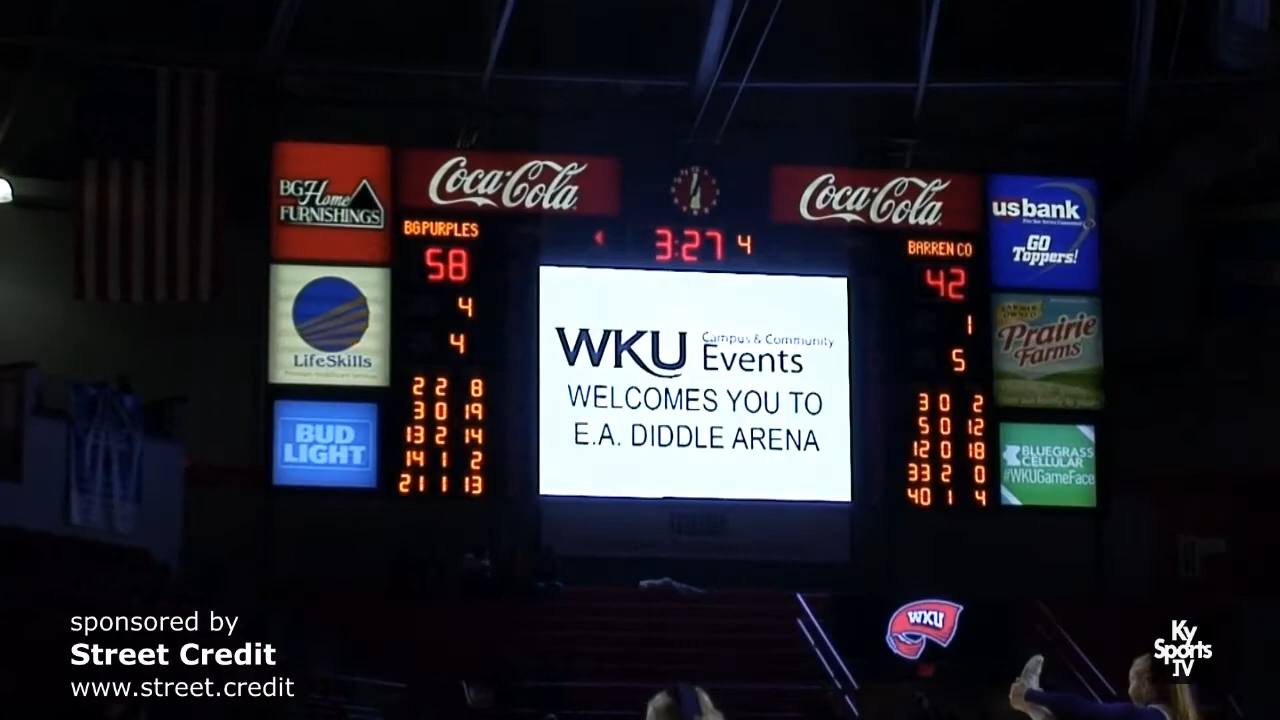 BG Home
FURNISHINGS
Coca-Cola
Coca-Cola
usbank
GO
Toppers!
BG PURPLES
58
4
4
3:27 4
BARREN CO
42
1
5
LifeSkills
BUD
LIGHT
2 2 8
3 0 19
13 2 14
14 1 2
21 1 13
WKU Campus & Community
Events
WELCOMES YOU TO
E.A. DIDDLE ARENA
3 0 2
5 0 12
12 0 18
33 2 0
40 1 4
FARMER
OWNED
Prairie
Farms
BLUEGRASS
CELLULAR
#WKUGameFace
WKU
sponsored by
Street Credit
www.street.credit
Ky
Sports
TV